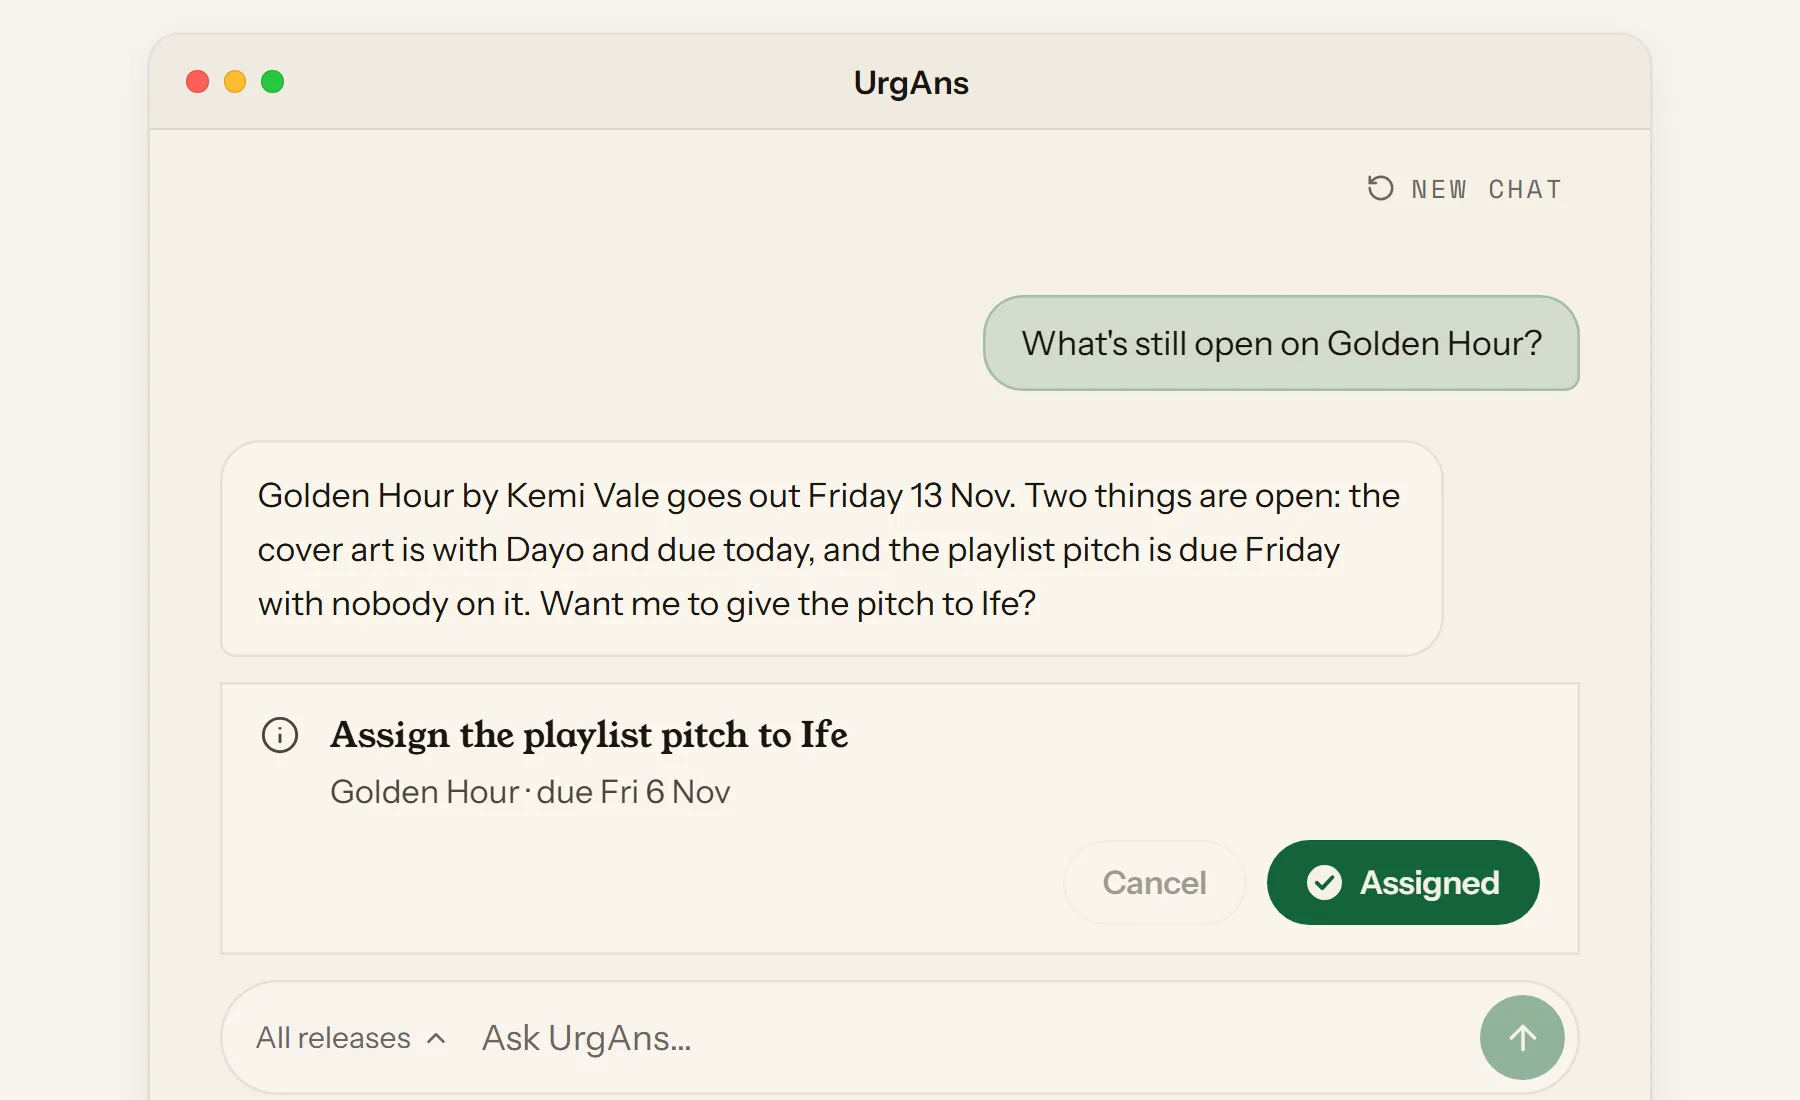 UrgAns
NEW CHAT
What's still open on Golden Hour?
Golden Hour by Kemi Vale goes out Friday 13 Nov. Two things are open: the
cover art is with Dayo and due today, and the playlist pitch is due Friday
with nobody on it. Want me to give the pitch to Ife?
Assign the playlist pitch to Ife
Golden Hour · due Fri 6 Nov
Cancel
Assigned
All releases
Ask UrgAns...